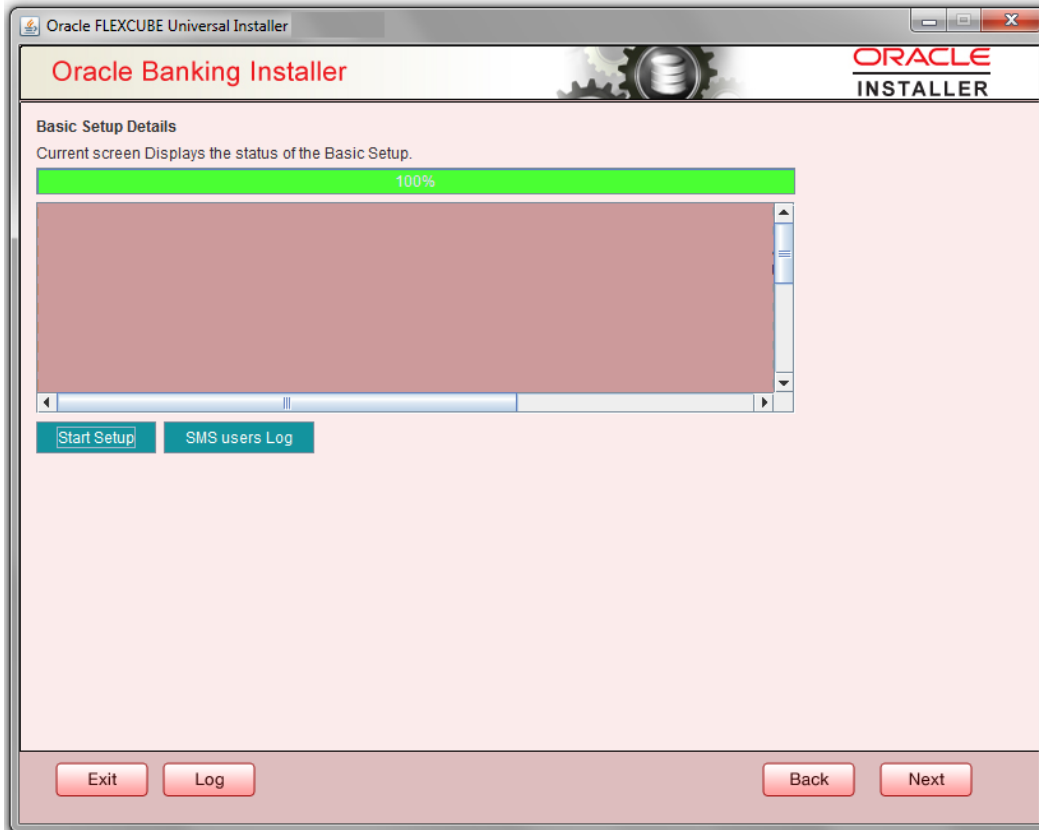 Oracle FLEXCUBE Universal Installer
Oracle Banking Installer
ORACLE
INSTALLER
Basic Setup Details
Current screen Displays the status of the Basic Setup.
100%
Start Setup SMS users Log
Exit Log Back Next